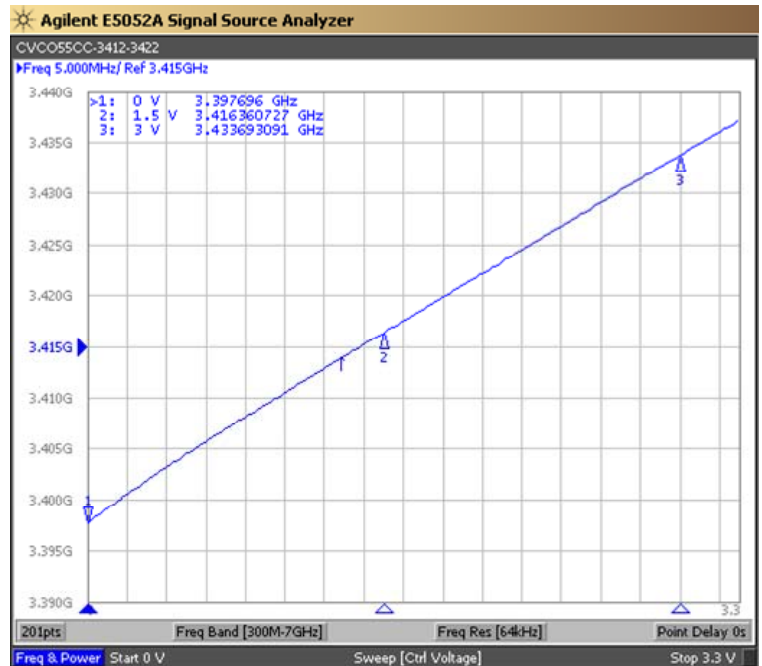 Agilent E5052A Signal Source Analyzer
CVCO55CC-3412-3422
▶Freq 5.000MHz/ Ref 3.415GHz
3.440G
>1: 0 V 3.397696 GHz
2: 1.5 V 3.416360727 GHz
3: 3 V 3.433693091 GHz
3.435G
3.430G
3
3.425G
3.420G
3.415G
2
3.410G
3.405G
3.400G
1
3.395G
3.390G
3.3
201pts Freq Band [300M-7GHz] Freq Res [64kHz] Point Delay 0s
Freq & Power Start 0 V Sweep [Ctrl Voltage] Stop 3.3 V